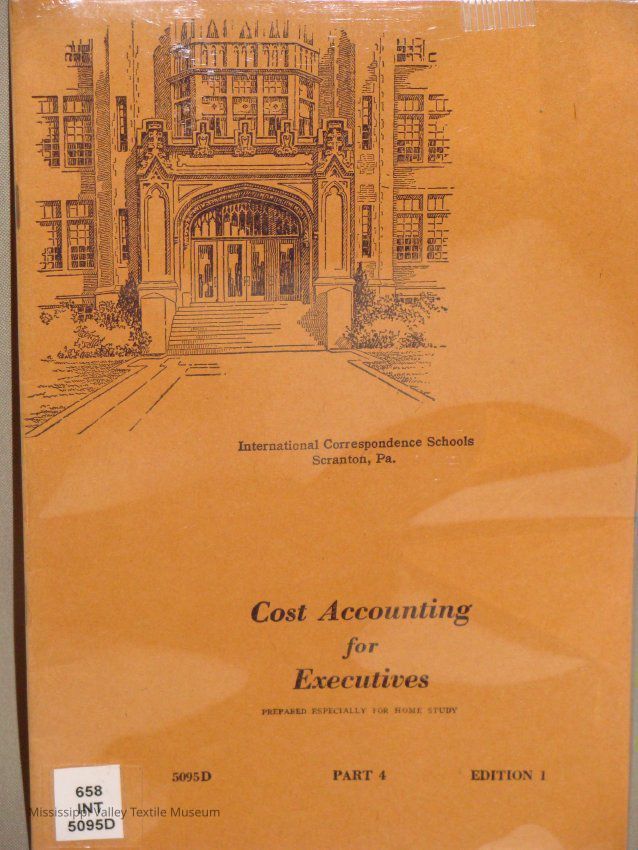 International Correspondence Schools
Scranton, Pa.
Cost Accounting
for
Executives
PREPARED ESPECIALLY FOR HOME STUDY
5095D PART 4 EDITION 1
658
INT
5095D
Mississippi Valley Textile Museum